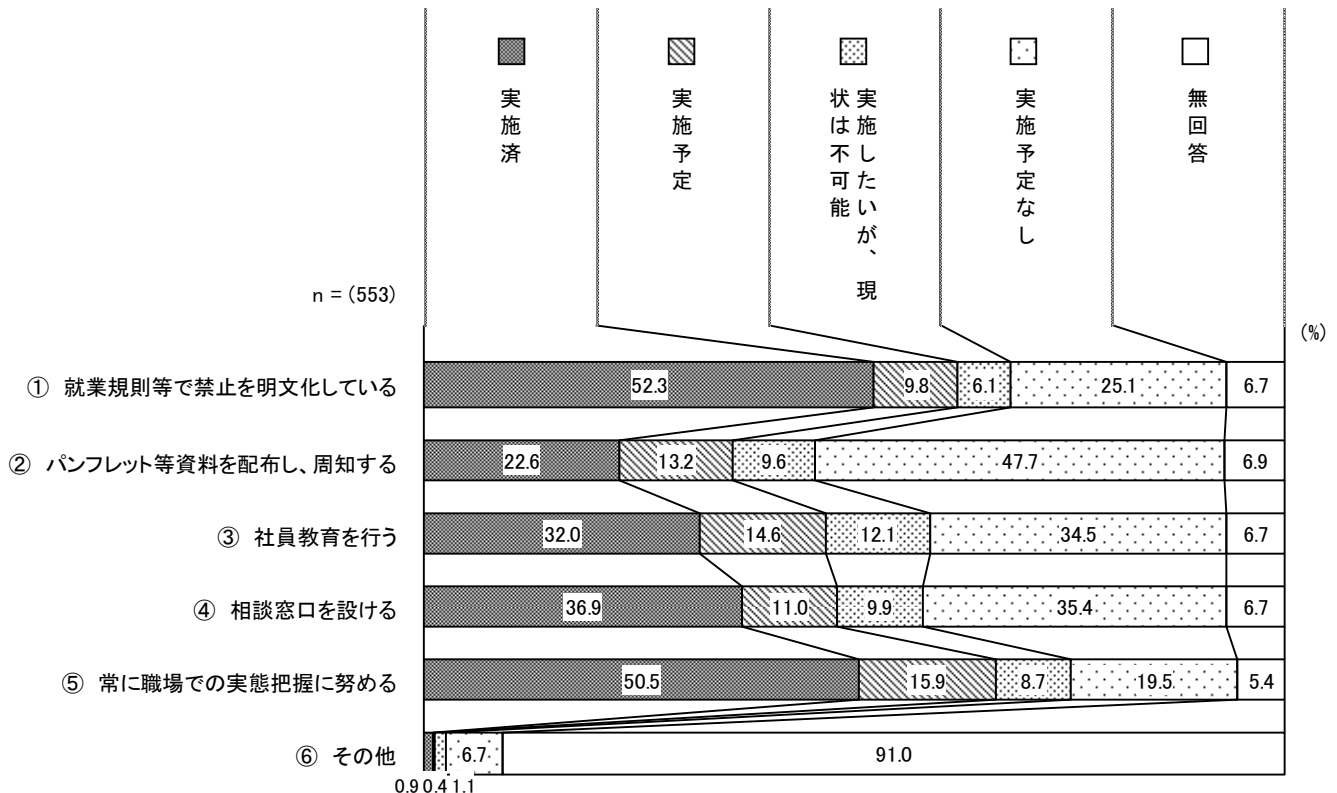 実施済
実施予定
実施したいが、現
状は不可能
実施予定なし
無回答
n = (553)
(%)
① 就業規則等で禁止を明文化している
52.3
9.8
6.1
25.1
6.7
② パンフレット等資料を配布し、周知する
22.6
13.2
9.6
47.7
6.9
③ 社員教育を行う
32.0
14.6
12.1
34.5
6.7
④ 相談窓口を設ける
36.9
11.0
9.9
35.4
6.7
⑤ 常に職場での実態把握に努める
50.5
15.9
8.7
19.5
5.4
⑥ その他
6.7
91.0
0.9 0.4 1.1